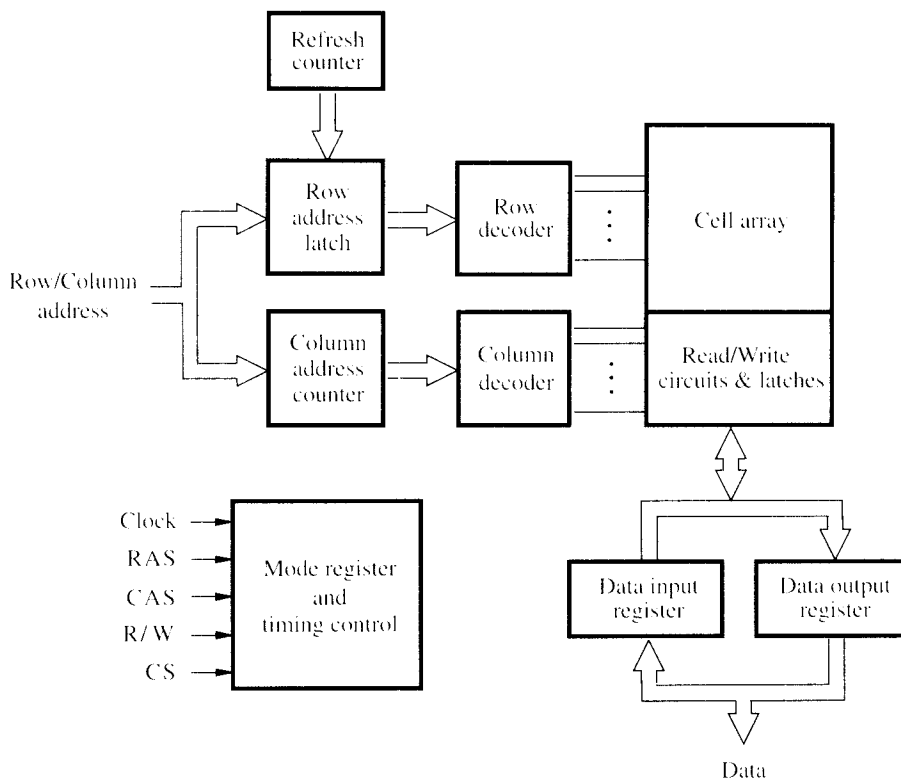 Refresh
counter
Row
address
latch
Row
decoder
Cell array
Row/Column
address
Column
address
counter
Column
decoder
Read/Write
circuits & latches
Clock
RAS
CAS
R/W
CS
Mode register
and
timing control
Data input
register
Data output
register
Data